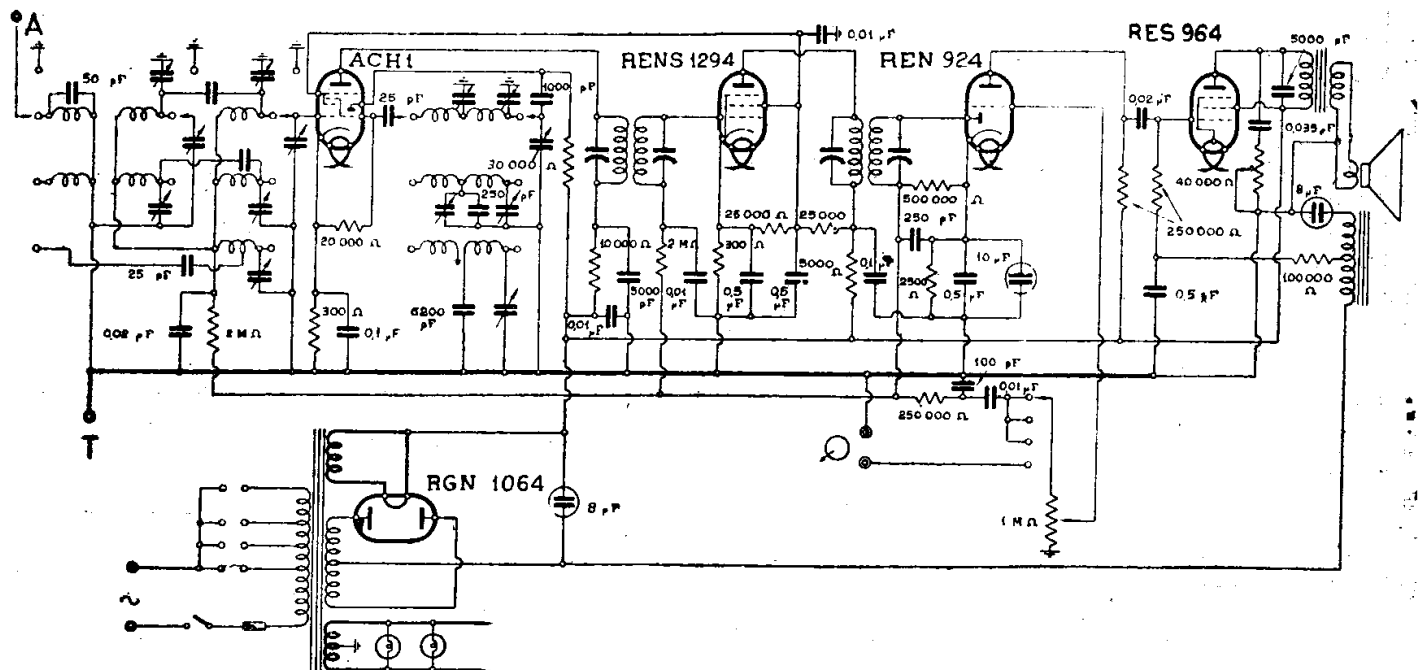 A
RES 964
5000 µF
ACH1
0,01 µF
RENS 1294
REN 924
50 pF
25 pF
1000 pF
0,02 µF
0,035 µF
30 000 Ω
40 000 Ω
8 µF
250 pF
500 000 Ω
250 pF
250 000 Ω
20 000 Ω
25 000 Ω
25 000
10 000 Ω
2 MΩ
300 Ω
5000 Ω
0,1 µF
10 µF
25 pF
100 000 Ω
2500 Ω
300 Ω
0,1 µF
6200 pF
5000 pF
0,01 µF
0,5 µF
0,5 µF
0,5 µF
0,5 µF
0,02 µF
2 MΩ
0,01 µF
100 pF
0,01 µF
250 000 Ω
T
RGN 1064
8 µF
1 MΩ
~